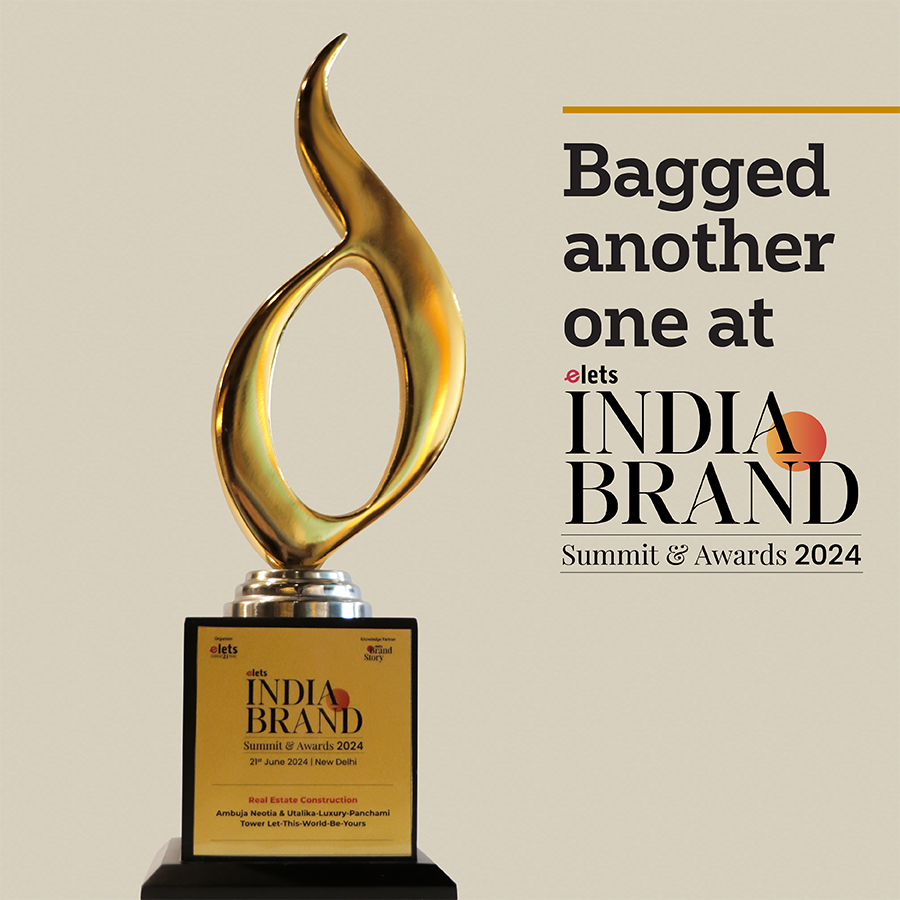 Bagged
another
one at
elets
INDIA
BRAND
Summit & Awards 2024
Organiser
elets
Knowledge Partner
Brand
Story
elets
INDIA
BRAND
Summit & Awards 2024
21st June 2024 | New Delhi
Real Estate Construction
Ambuja Neotia & Utalika-Luxury-Panchami
Tower Let-This-World-Be-Yours